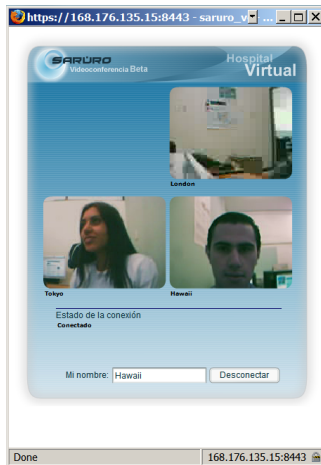 https://168.176.135.15:8443 - saruro_v ...
SARURO
Videoconferencia Beta
Hospital
Virtual
London
Tokyo
Hawaii
Estado de la conexión
Conectado
Mi nombre: Hawaii Desconectar
Done 168.176.135.15:8443